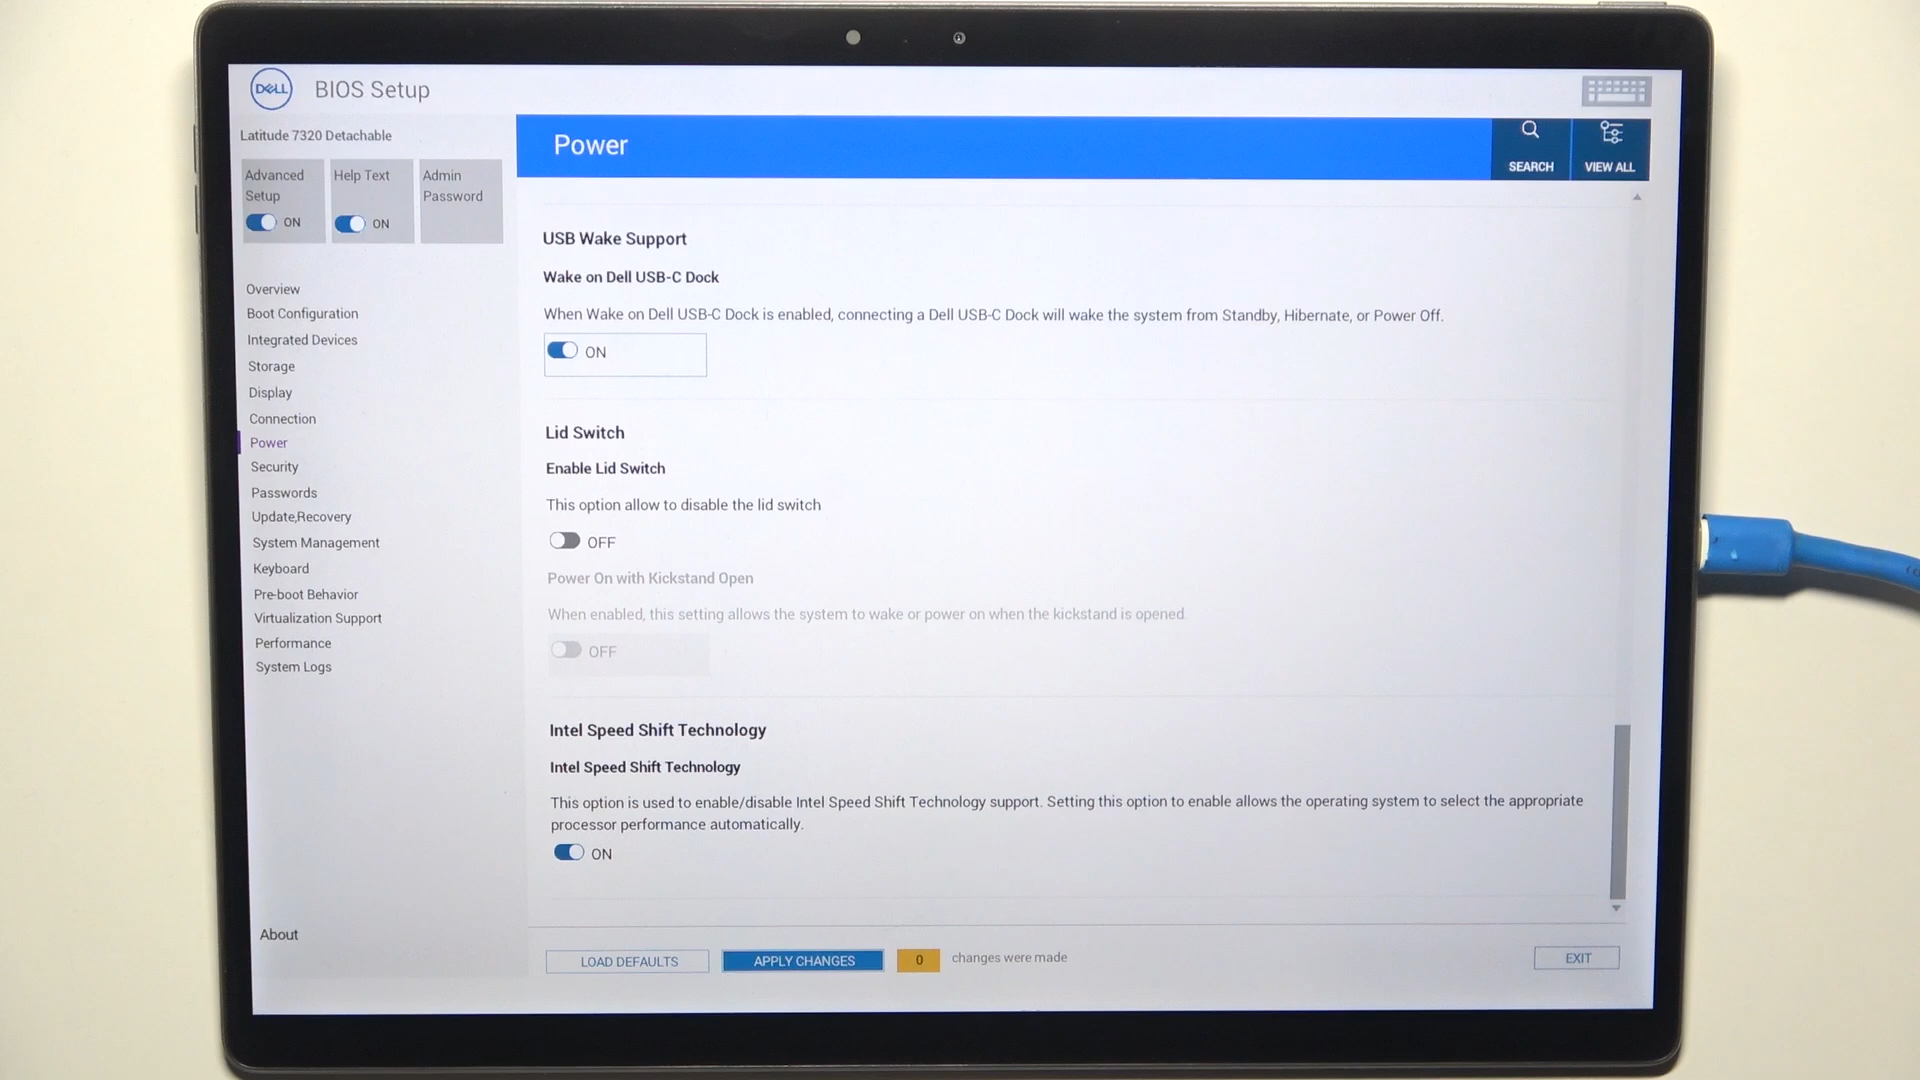 DELL
BIOS Setup
Latitude 7320 Detachable
Advanced Setup
ON
Help Text
ON
Admin Password
Overview
Boot Configuration
Integrated Devices
Storage
Display
Connection
Power
Security
Passwords
Update,Recovery
System Management
Keyboard
Pre-boot Behavior
Virtualization Support
Performance
System Logs
About
Power
SEARCH
VIEW ALL
USB Wake Support
Wake on Dell USB-C Dock
When Wake on Dell USB-C Dock is enabled, connecting a Dell USB-C Dock will wake the system from Standby, Hibernate, or Power Off.
ON
Lid Switch
Enable Lid Switch
This option allow to disable the lid switch
OFF
Power On with Kickstand Open
When enabled, this setting allows the system to wake or power on when the kickstand is opened.
OFF
Intel Speed Shift Technology
Intel Speed Shift Technology
This option is used to enable/disable Intel Speed Shift Technology support. Setting this option to enable allows the operating system to select the appropriate
processor performance automatically.
ON
LOAD DEFAULTS
APPLY CHANGES
0
changes were made
EXIT